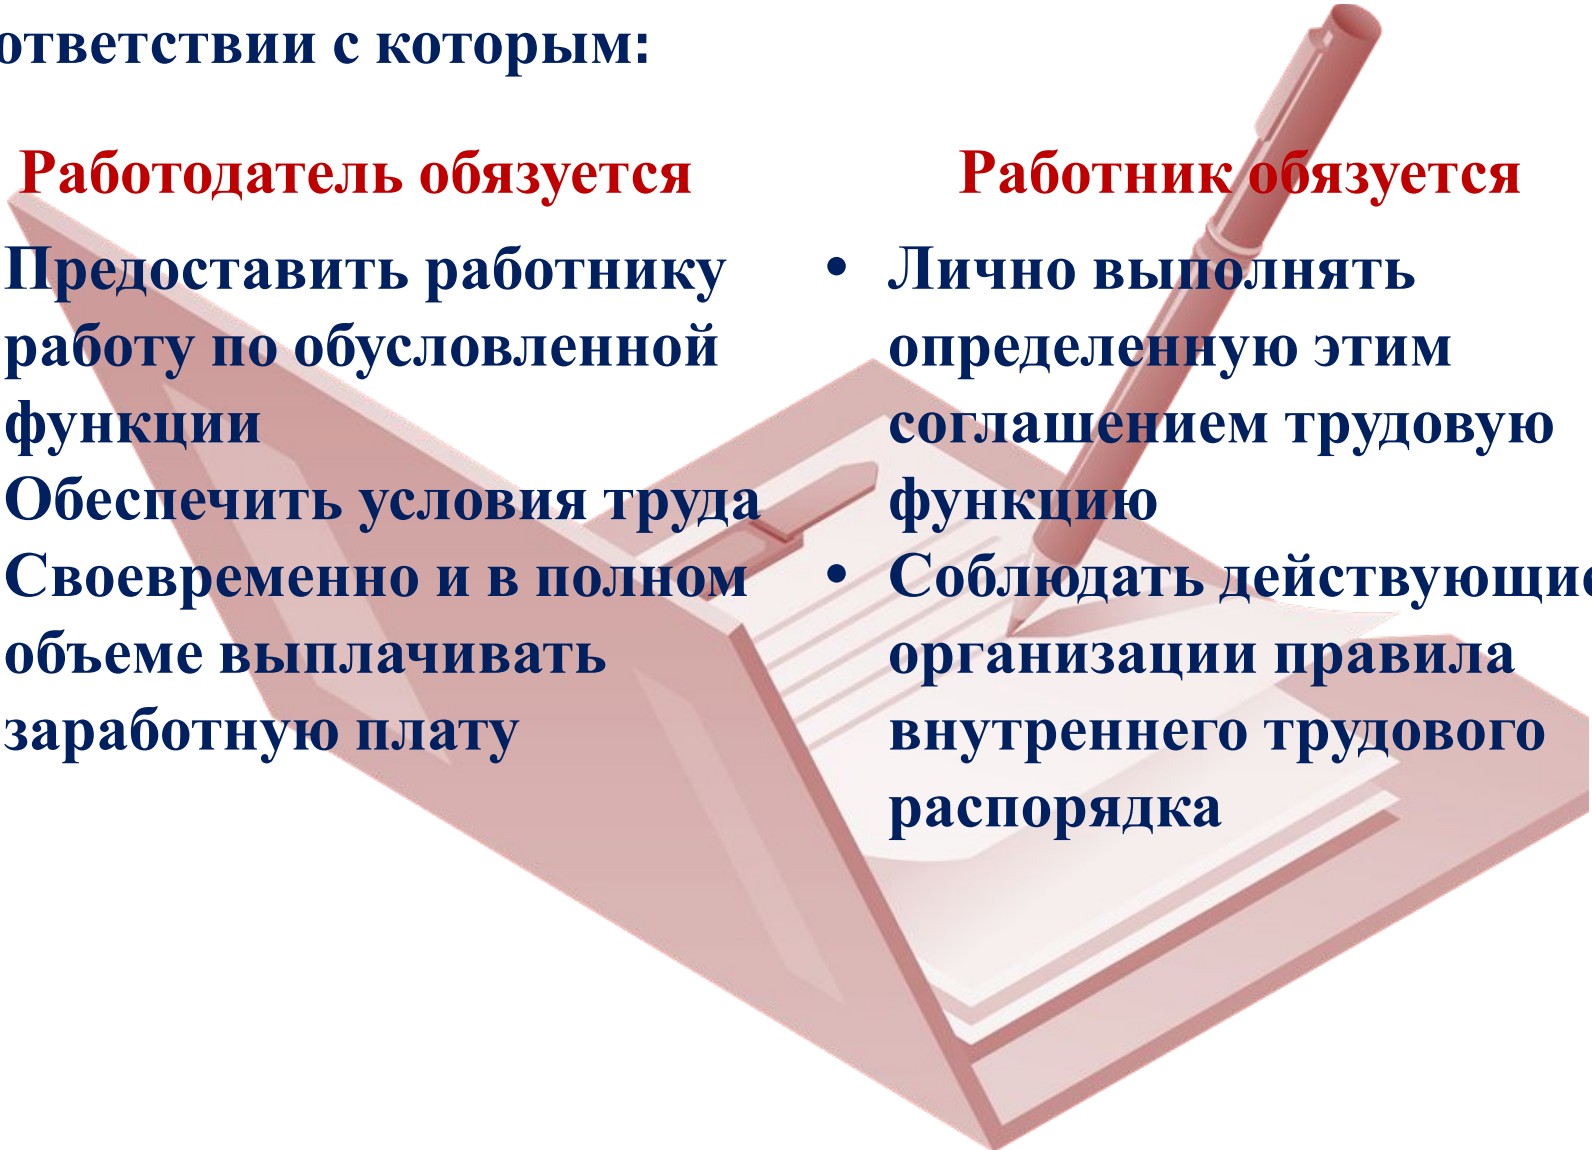 ответствии с которым:
Работодатель обязуется
Предоставить работнику
работу по обусловленной
функции
Обеспечить условия труда
Своевременно и в полном
объеме выплачивать
заработную плату
Работник обязуется
• Лично выполнять
определенную этим
соглашением трудовую
функцию
• Соблюдать действующие
организации правила
внутреннего трудового
распорядка